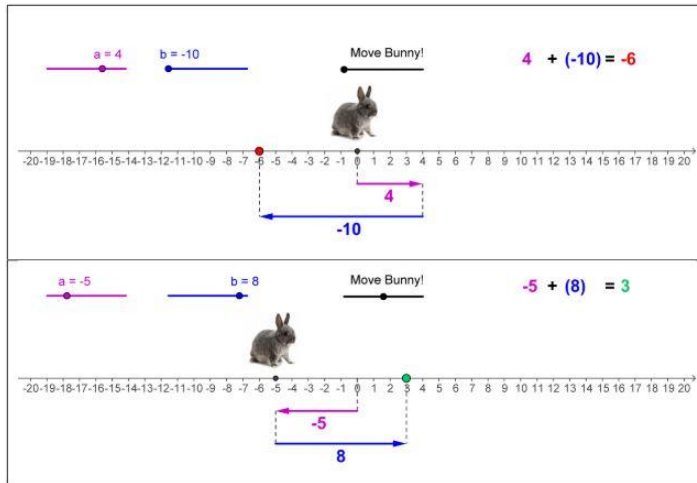 a = 4 b = -10 Move Bunny! 4 + (-10) = -6
-20 -19 -18 -17 -16 -15 -14 -13 -12 -11 -10 -9 -8 -7 -6 -5 -4 -3 -2 -1 0 1 2 3 4 5 6 7 8 9 10 11 12 13 14 15 16 17 18 19 20
4
-10
a = -5 b = 8 Move Bunny! -5 + (8) = 3
-20 -19 -18 -17 -16 -15 -14 -13 -12 -11 -10 -9 -8 -7 -6 -5 -4 -3 -2 -1 0 1 2 3 4 5 6 7 8 9 10 11 12 13 14 15 16 17 18 19 20
-5
8